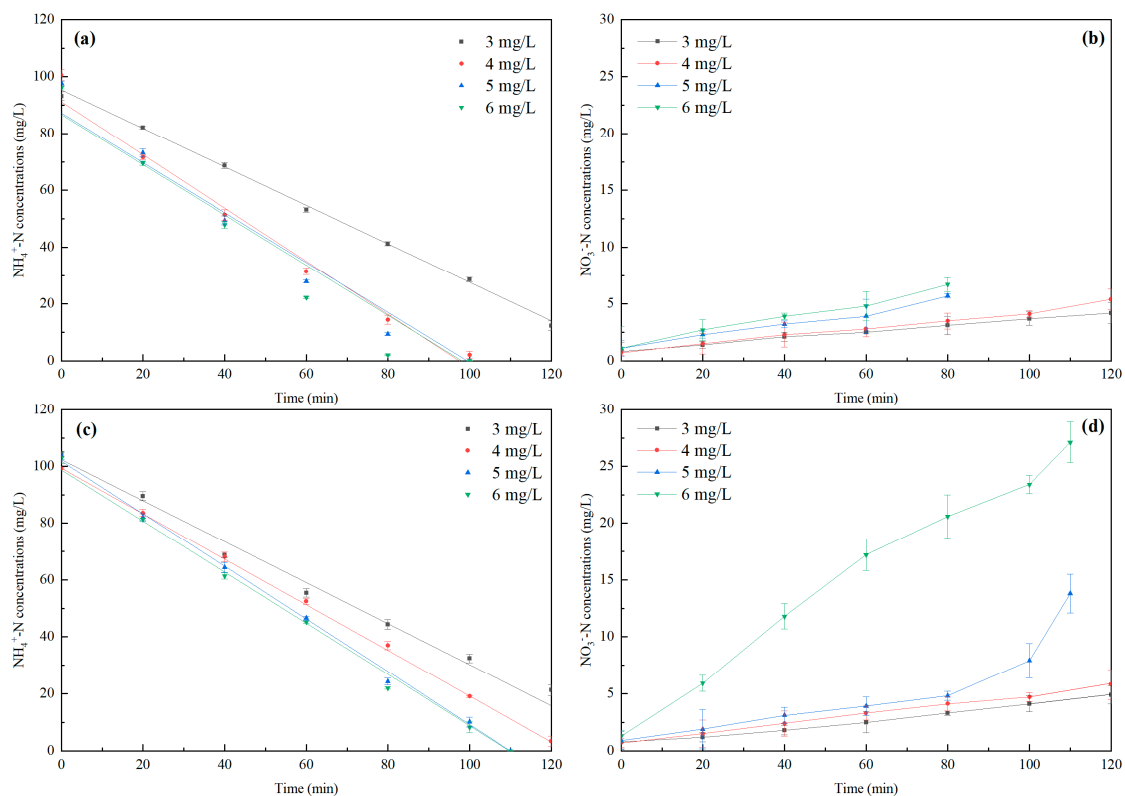 (a)
120
100
80
60
40
20
0
NH₄⁺-N concentrations (mg/L)
3 mg/L
4 mg/L
5 mg/L
6 mg/L
0 20 40 60 80 100 120
Time (min)
(b)
30
25
20
15
10
5
0
NO₃⁻-N concentrations (mg/L)
3 mg/L
4 mg/L
5 mg/L
6 mg/L
0 20 40 60 80 100 120
Time (min)
(c)
120
100
80
60
40
20
0
NH₄⁺-N concentrations (mg/L)
3 mg/L
4 mg/L
5 mg/L
6 mg/L
0 20 40 60 80 100 120
Time (min)
(d)
30
25
20
15
10
5
0
NO₃⁻-N concentrations (mg/L)
3 mg/L
4 mg/L
5 mg/L
6 mg/L
0 20 40 60 80 100 120
Time (min)